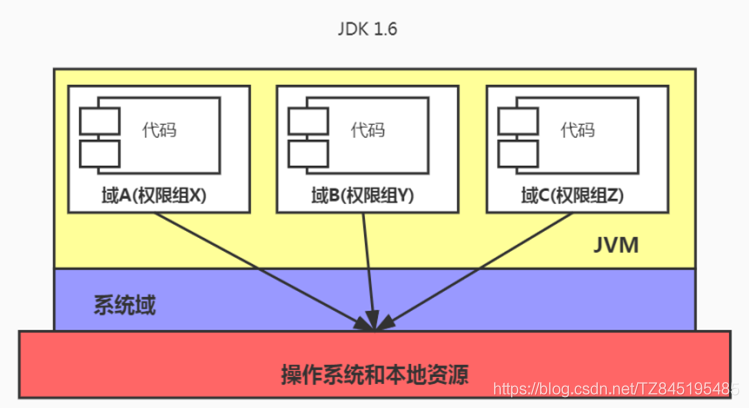 JDK 1.6
代码
代码
代码
域A(权限组X)
域B(权限组Y)
域C(权限组Z)
JVM
系统域
操作系统和本地资源
https://blog.csdn.net/TZ845195485